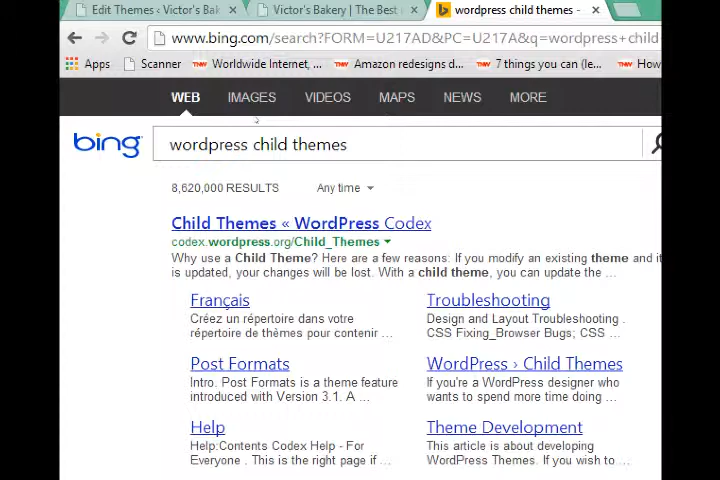 Edit Themes ‹ Victor's Ba
Victor's Bakery | The Best
wordpress child themes -
www.bing.com/search?FORM=U217AD&PC=U217A&q=wordpress+child
Apps
Scanner
Worldwide Internet, ...
Amazon redesigns d...
7 things you can (le...
How
WEB IMAGES VIDEOS MAPS NEWS MORE
bing
wordpress child themes
8,620,000 RESULTS Any time
Child Themes « WordPress Codex
codex.wordpress.org/Child_Themes
Why use a Child Theme? Here are a few reasons: If you modify an existing theme and it
is updated, your changes will be lost. With a child theme, you can update the ...
Français
Créez un répertoire dans votre
répertoire de thèmes pour contenir ...
Troubleshooting
Design and Layout Troubleshooting .
CSS Fixing_Browser Bugs; CSS ...
Post Formats
Intro. Post Formats is a theme feature
introduced with Version 3.1. A ...
WordPress › Child Themes
If you're a WordPress designer who
wants to spend more time doing ...
Help
Help:Contents Codex Help - For
Everyone . This is the right page if ...
Theme Development
This article is about developing
WordPress Themes. If you wish to ...